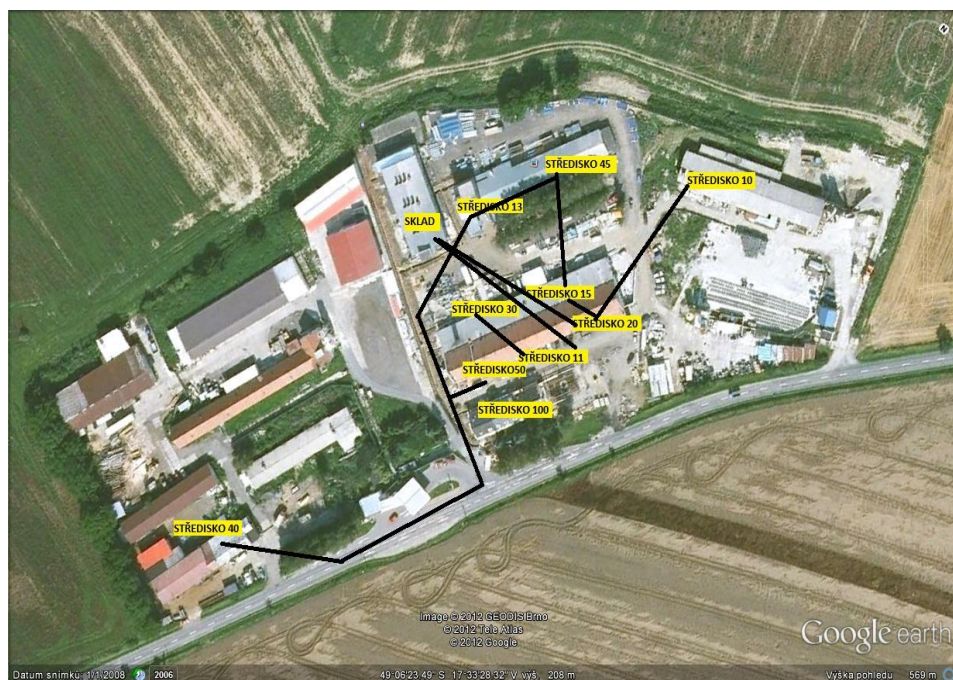 N
STŘEDISKO 45
STŘEDISKO 10
STŘEDISKO 13
SKLAD
STŘEDISKO 15
STŘEDISKO 30
STŘEDISKO 20
STŘEDISKO 11
STŘEDISKO50
STŘEDISKO 100
STŘEDISKO 40
Image © 2012 GEODIS Brno
© 2012 Tele Atlas
© 2012 Google
Google earth
Datum snímků: 1/1/2008 2006 49°06'23.49" S 17°33'28.32" V výš. 208 m Výška pohledu 569 m